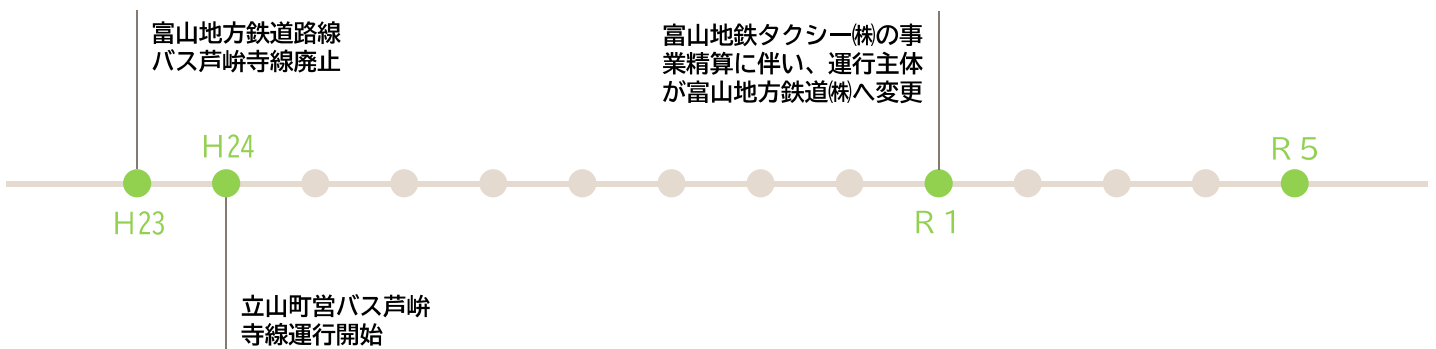 富山地方鉄道路線
バス芦峅寺線廃止
富山地鉄タクシー㈱の事
業精算に伴い、運行主体
が富山地方鉄道㈱へ変更
H24
R５
H23
R１
立山町営バス芦峅
寺線運行開始